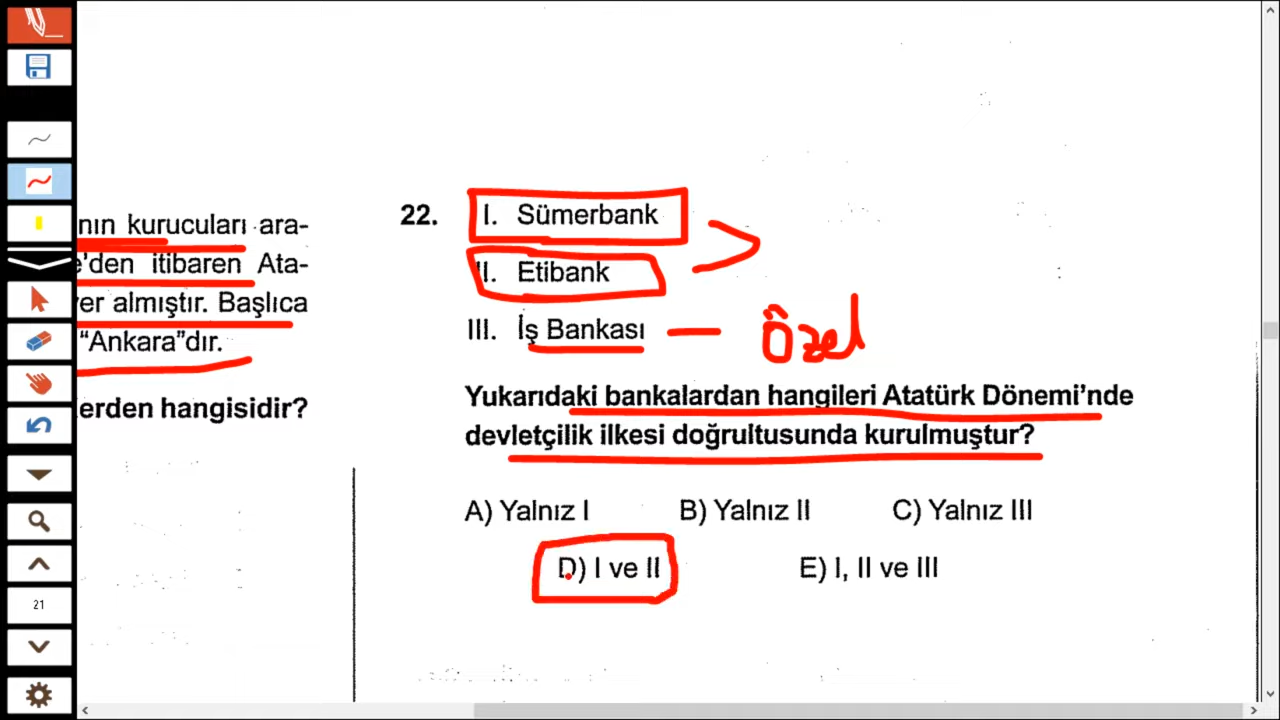 nın kurucuları ara-
e'den itibaren Ata-
yer almıştır. Başlıca
“Ankara”dır.
lerden hangisidir?
22. I. Sümerbank
II. Etibank
III. İş Bankası — Özel
Yukarıdaki bankalardan hangileri Atatürk Dönemi'nde
devletçilik ilkesi doğrultusunda kurulmuştur?
A) Yalnız I B) Yalnız II C) Yalnız III
D) I ve II E) I, II ve III
21